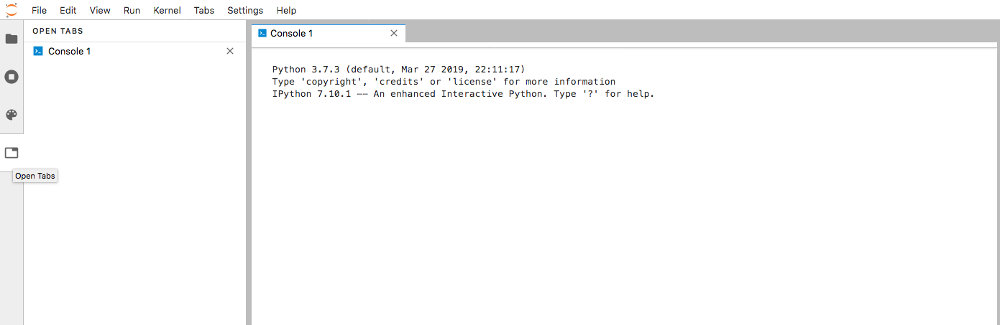 File Edit View Run Kernel Tabs Settings Help
OPEN TABS
Console 1
Open Tabs
Console 1
Python 3.7.3 (default, Mar 27 2019, 22:11:17)
Type 'copyright', 'credits' or 'license' for more information
IPython 7.10.1 -- An enhanced Interactive Python. Type '?' for help.